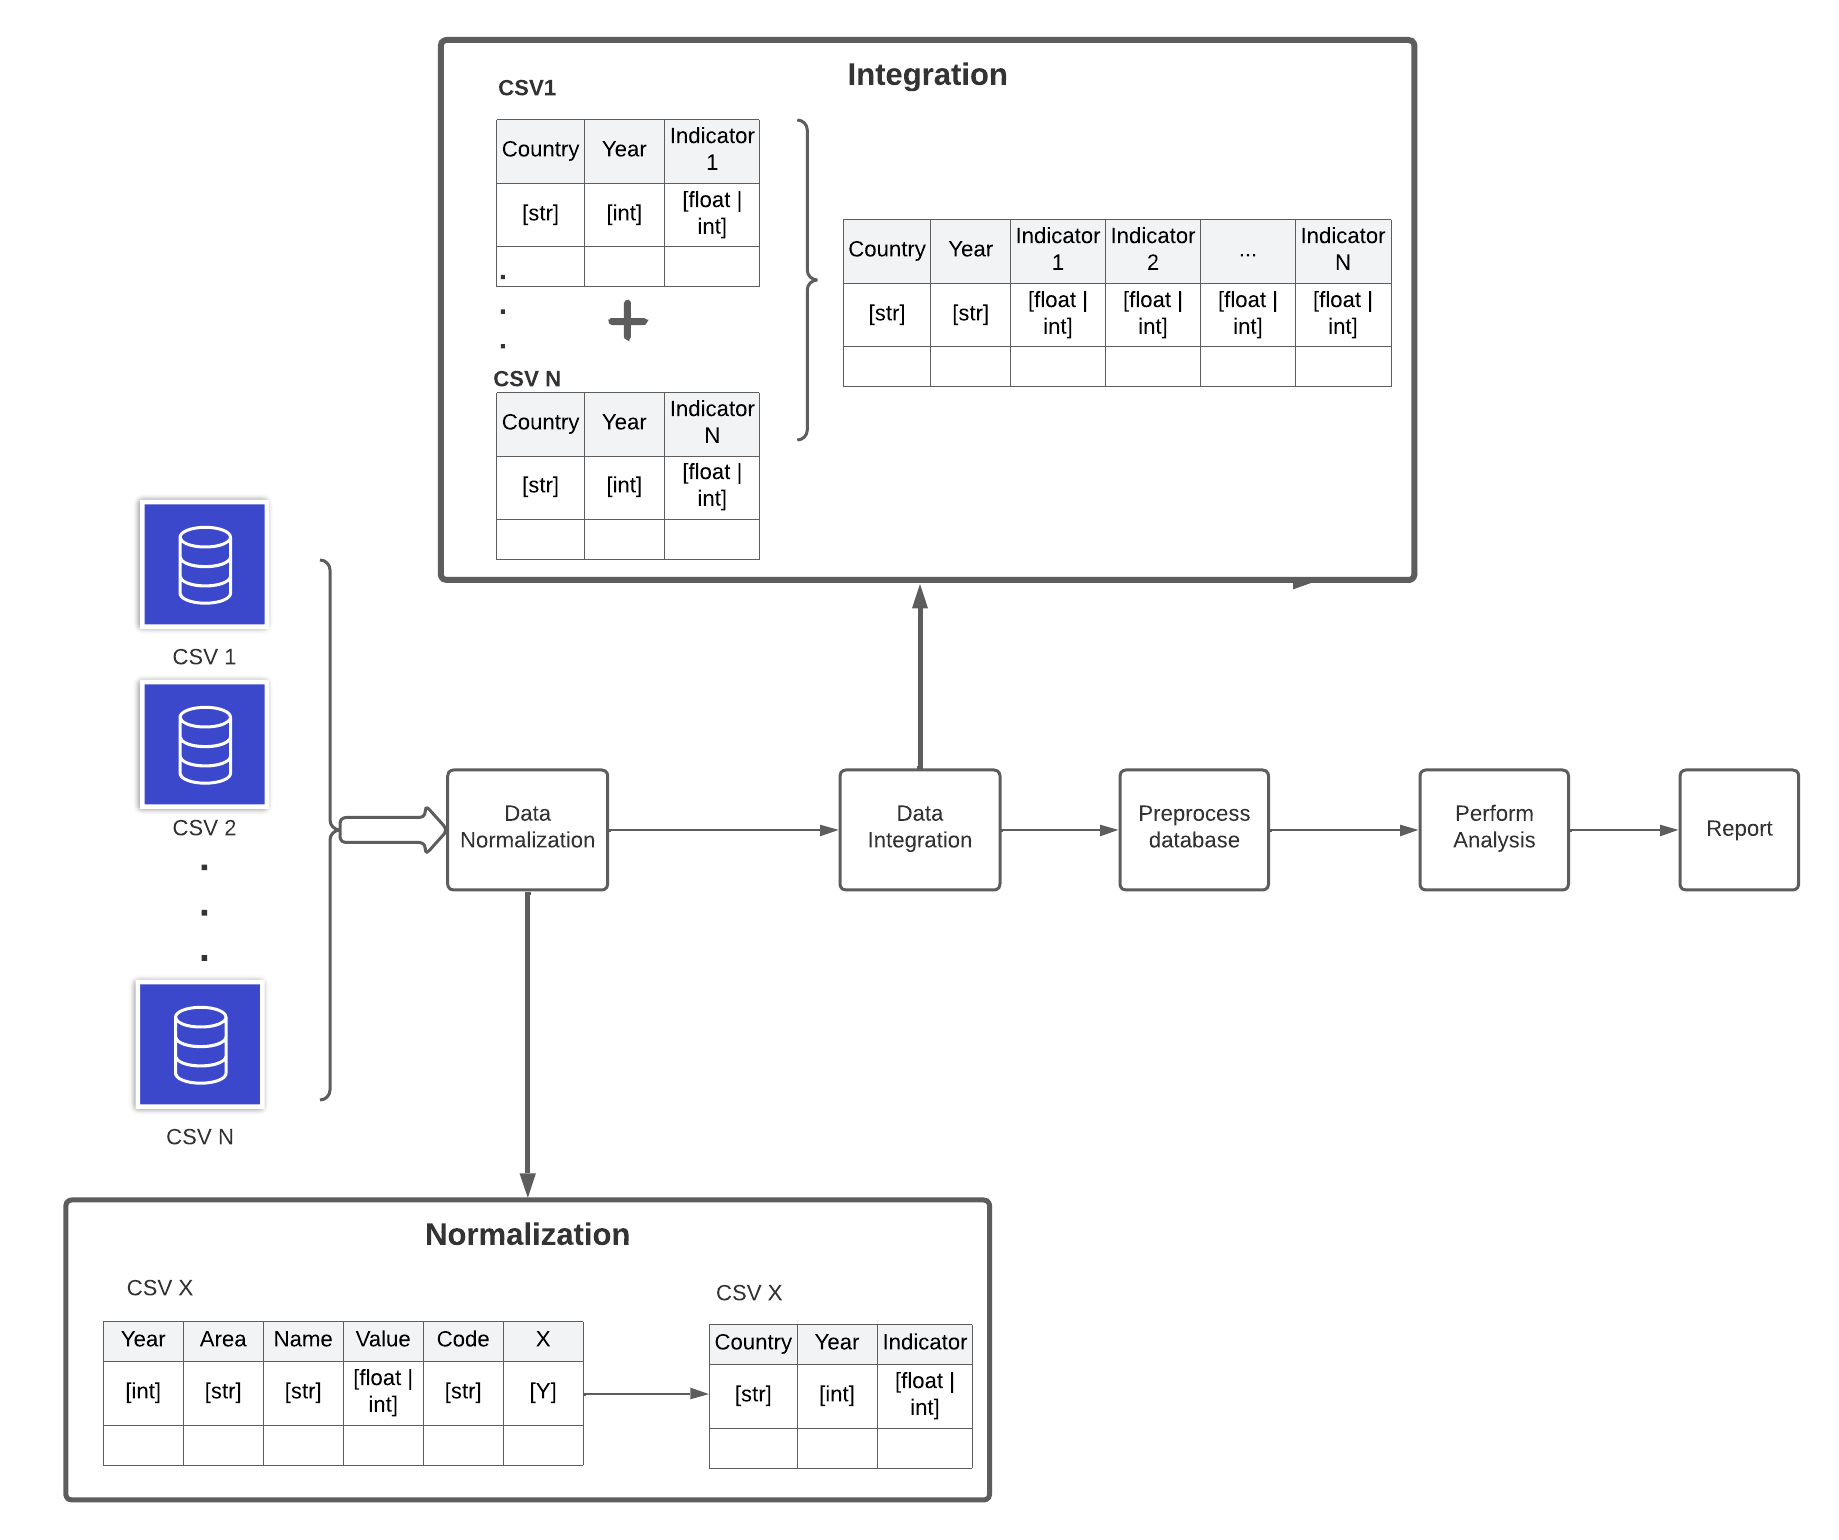 Integration
CSV1
Country Year Indicator 1
[str] [int] [float | int]
.
.
.
+
CSV N
Country Year Indicator N
[str] [int] [float | int]
Country Year Indicator 1 Indicator 2 ... Indicator N
[str] [str] [float | int] [float | int] [float | int] [float | int]
CSV 1
CSV 2
.
.
.
CSV N
Data
Normalization
Data
Integration
Preprocess
database
Perform
Analysis
Report
Normalization
CSV X
Year Area Name Value Code X
[int] [str] [str] [float | int] [str] [Y]
CSV X
Country Year Indicator
[str] [int] [float | int]